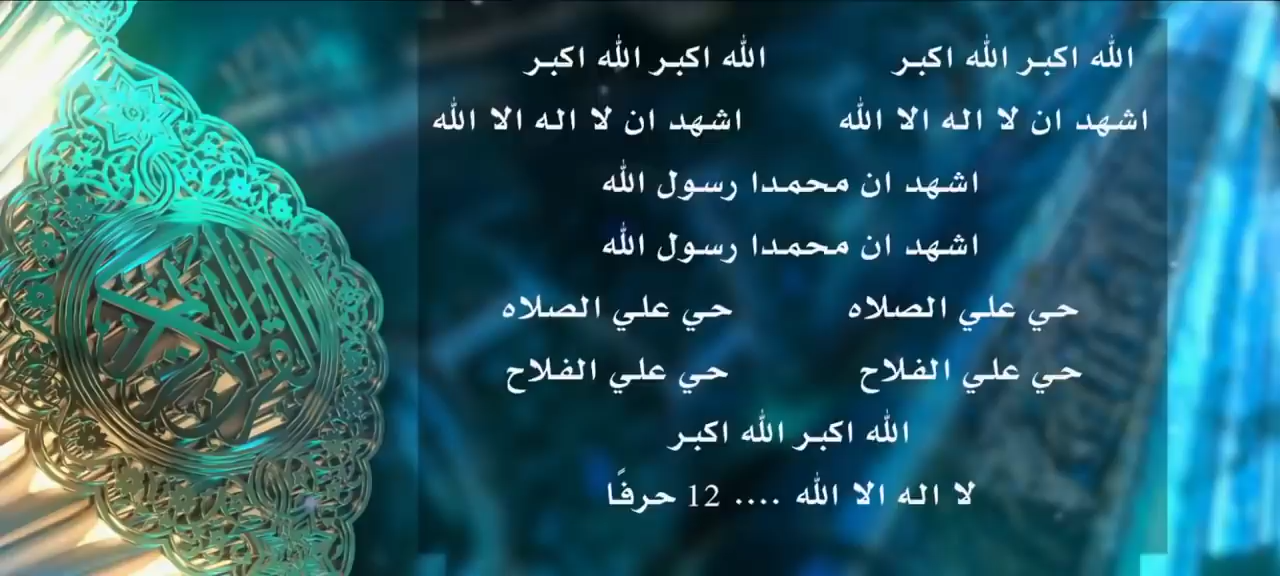 الله اكبر الله اكبر الله اكبر الله اكبر
اشهد ان لا اله الا الله اشهد ان لا اله الا الله
اشهد ان محمدا رسول الله
اشهد ان محمدا رسول الله
حي علي الصلاه حي علي الصلاه
حي علي الفلاح حي علي الفلاح
الله اكبر الله اكبر
لا اله الا الله .... 12 حرفًا